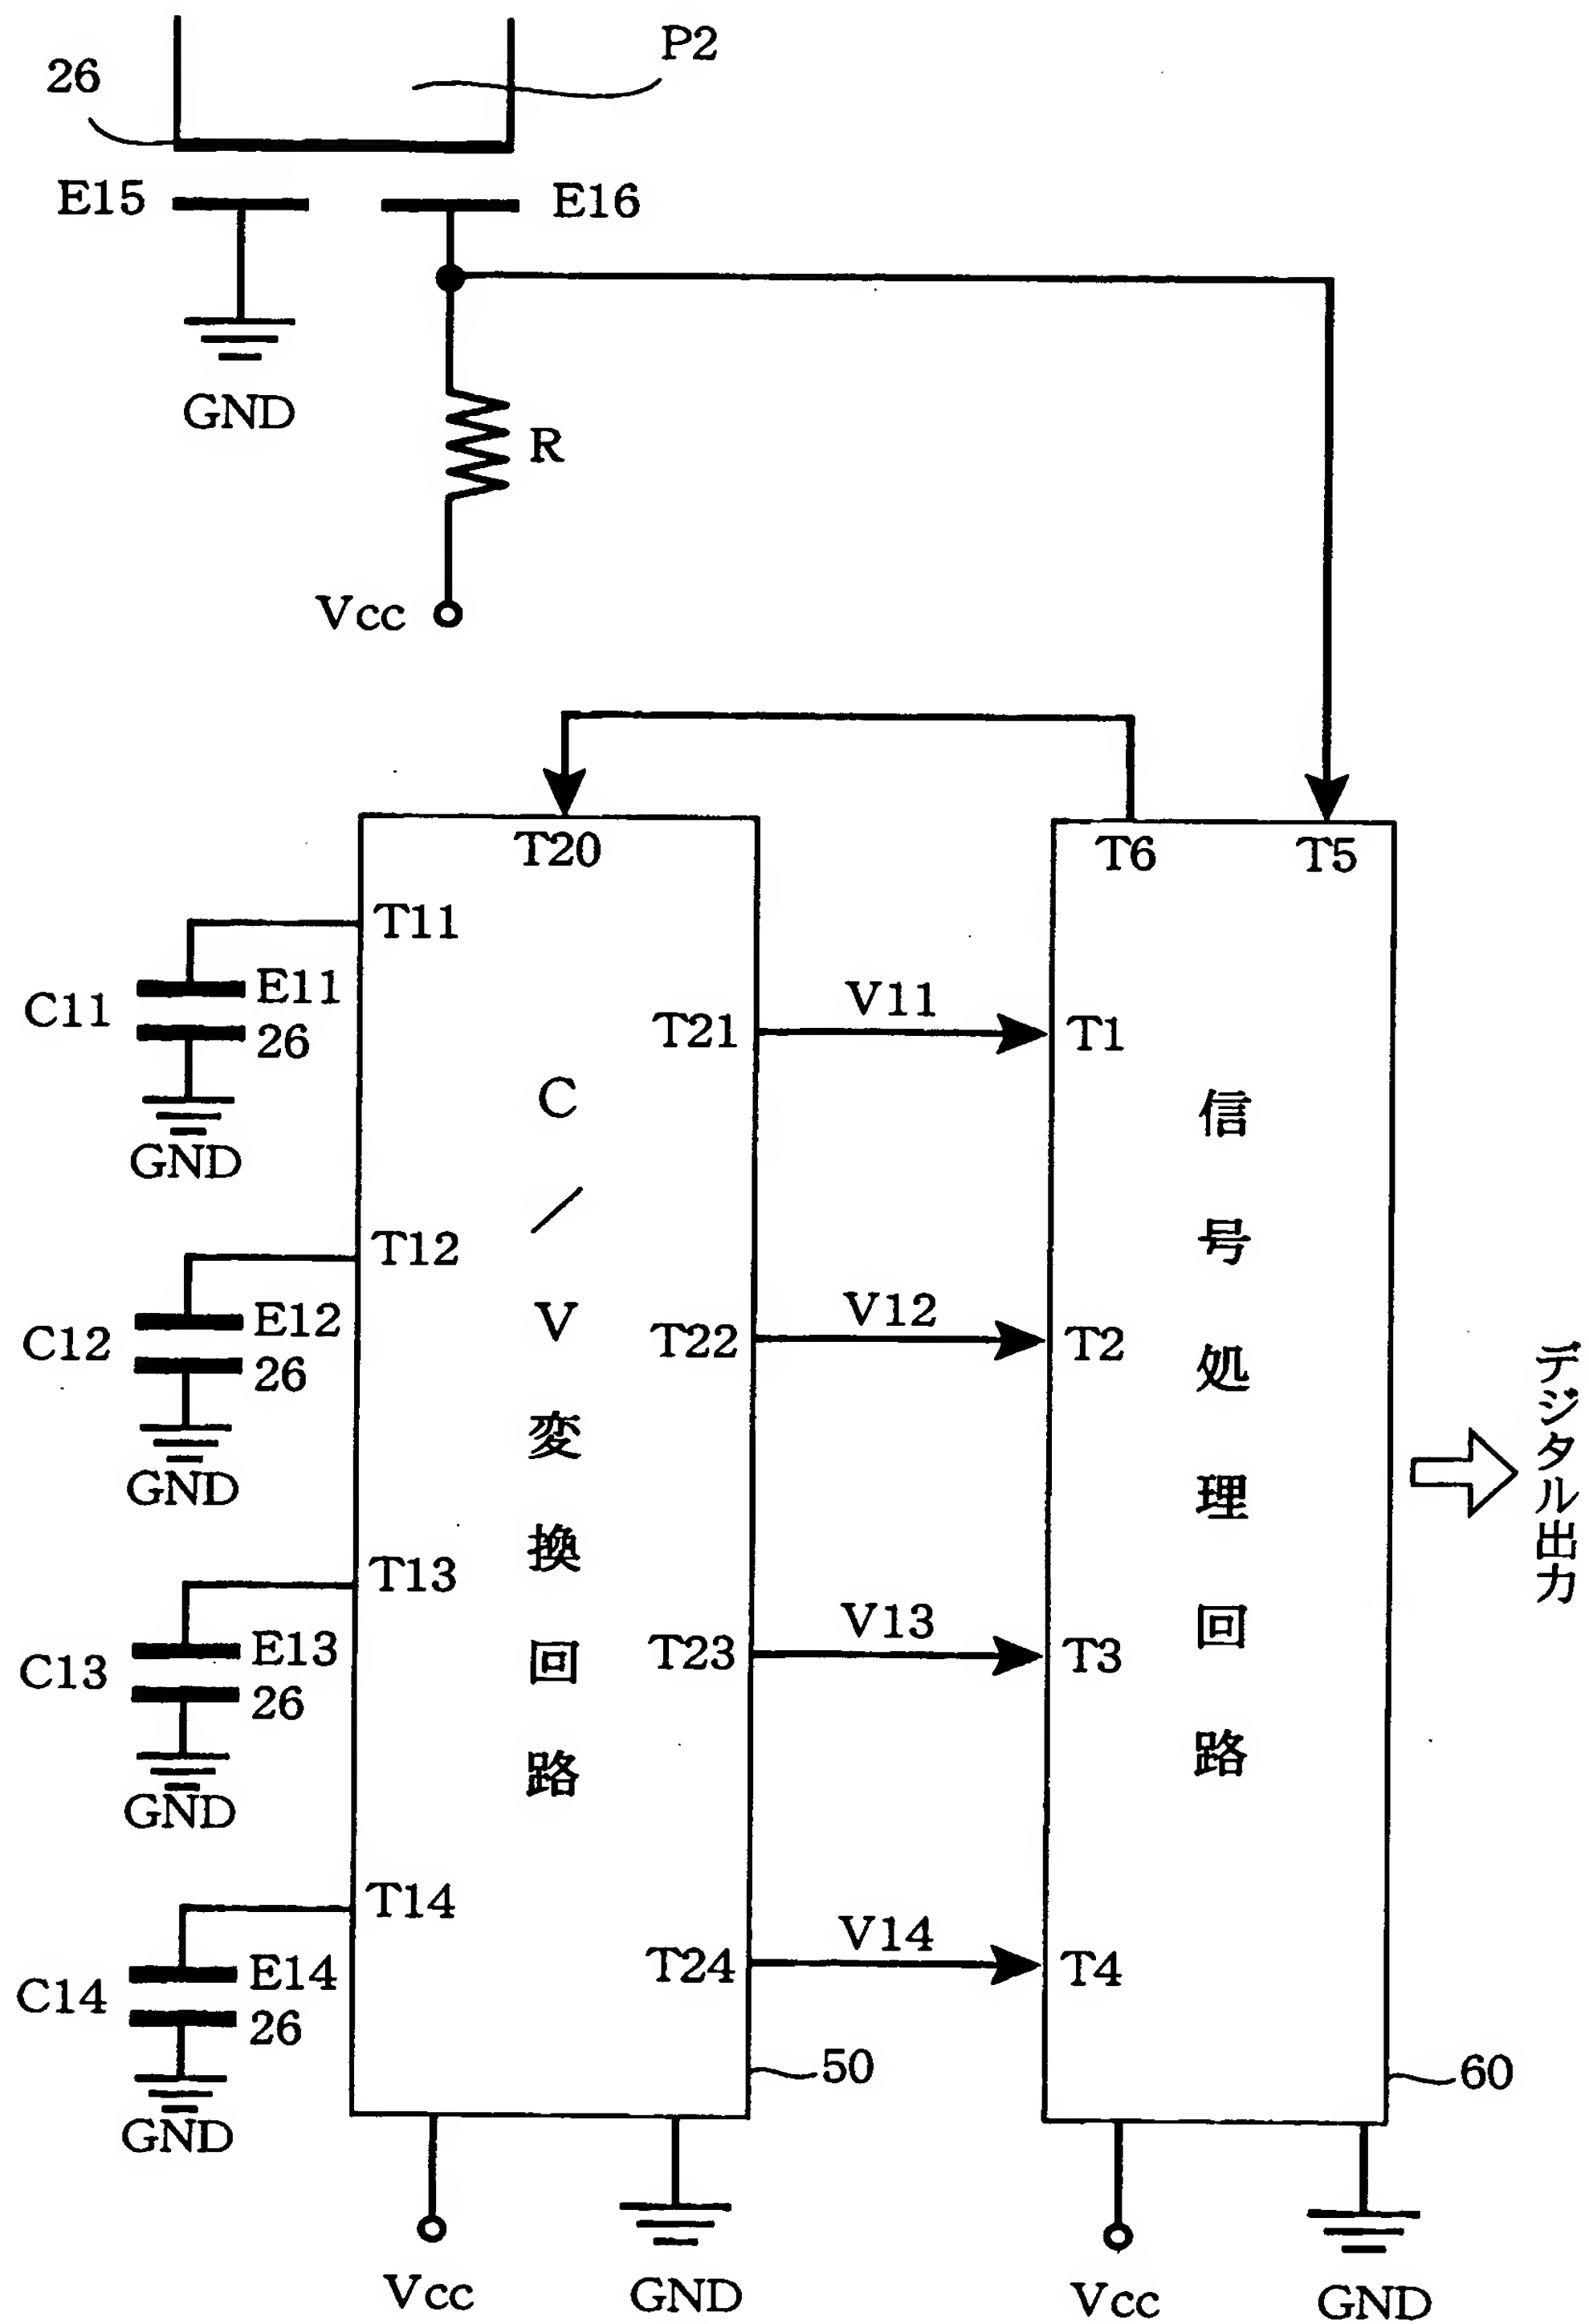 26
P2
E15
E16
GND
R
Vcc
T20
T6
T5
T11
C11
E11
26
GND
T21
V11
T1
T12
C12
E12
26
GND
T22
V12
T2
C/V変換回路
信号処理回路
デジタル出力
T13
C13
E13
26
GND
T23
V13
T3
T14
C14
E14
26
GND
T24
V14
T4
50
60
Vcc
GND
Vcc
GND